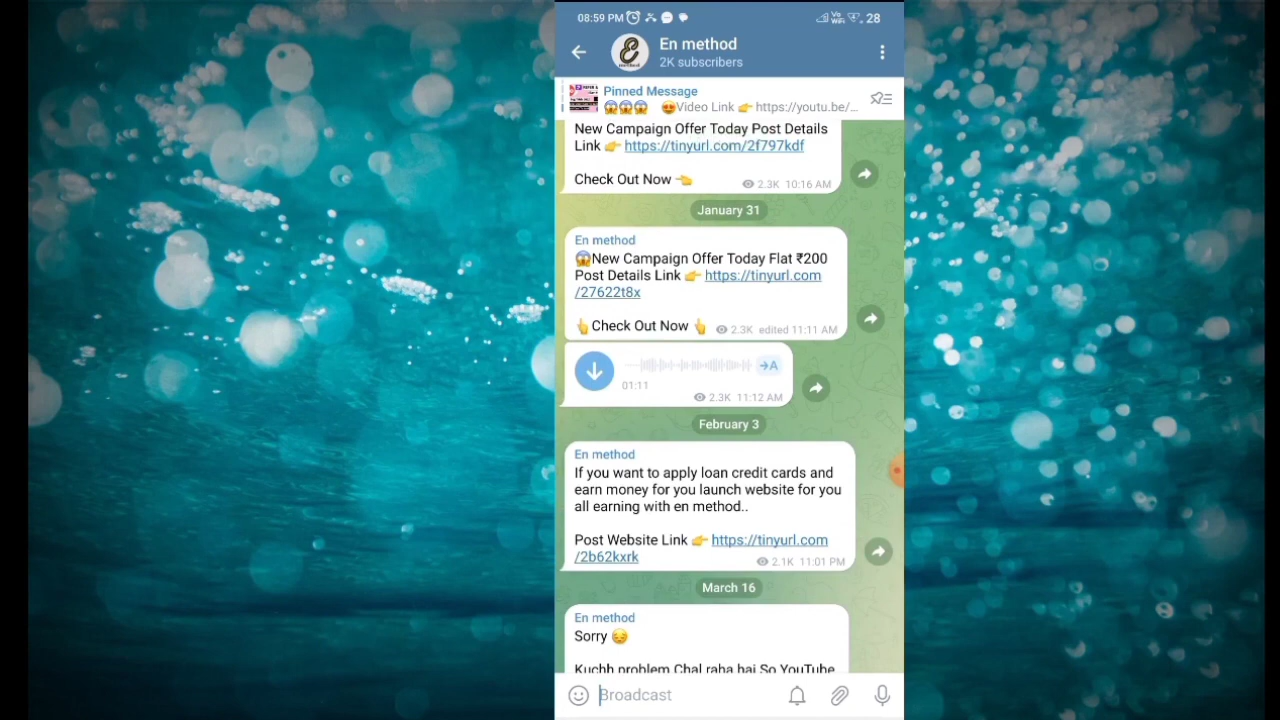 08:59 PM
Vo
WiFi
28
En method
2K subscribers
Pinned Message
😱😱😱 😍Video Link 👉 https://youtu.be/...
New Campaign Offer Today Post Details
Link 👉 https://tinyurl.com/2f797kdf
Check Out Now 👈
2.3K 10:16 AM
January 31
En method
😱New Campaign Offer Today Flat ₹200
Post Details Link 👉 https://tinyurl.com
/27622t8x
👆Check Out Now 👆
2.3K edited 11:11 AM
→A
01:11
2.3K 11:12 AM
February 3
En method
If you want to apply loan credit cards and
earn money for you launch website for you
all earning with en method..
Post Website Link 👉 https://tinyurl.com
/2b62kxrk
2.1K 11:01 PM
March 16
En method
Sorry 😔
Kuchh problem Chal raha hai So YouTube
Broadcast